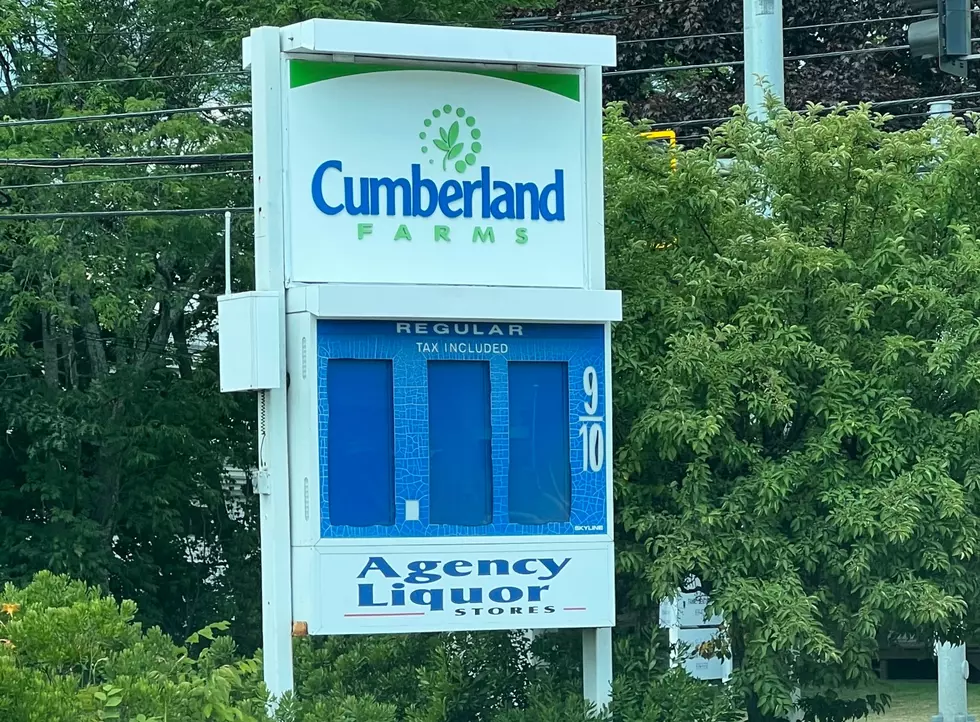 Cumberland
FARMS
REGULAR
TAX INCLUDED
9
10
SKYLINE
Agency
Liquor
STORES